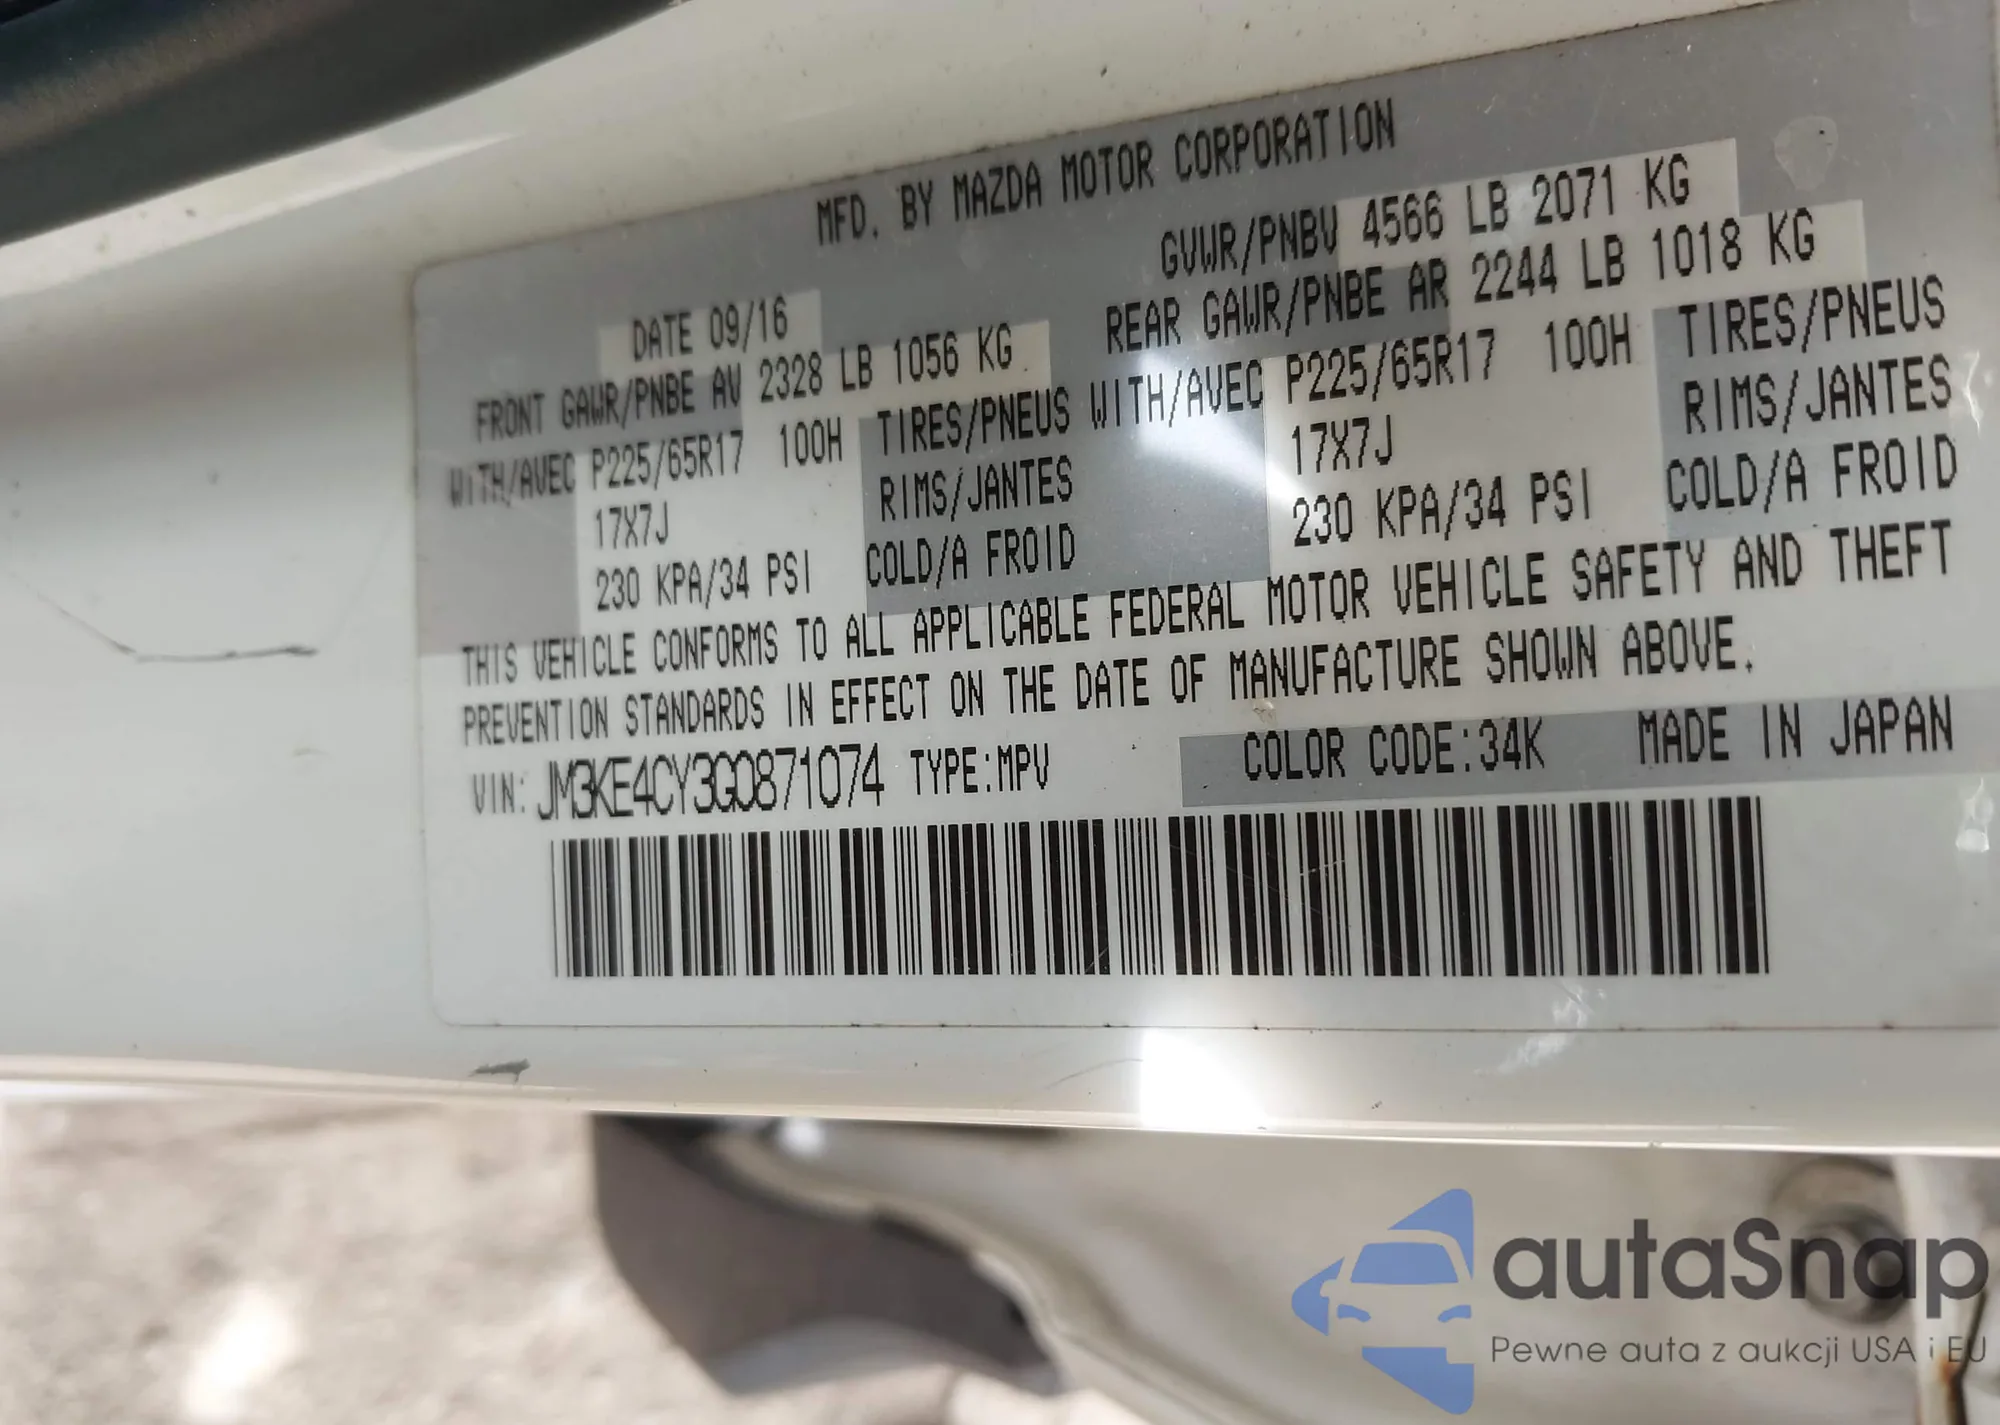 MFD. BY MAZDA MOTOR CORPORATION
DATE 09/16 GVWR/PNBV 4566 LB 2071 KG
FRONT GAWR/PNBE AV 2328 LB 1056 KG REAR GAWR/PNBE AR 2244 LB 1018 KG
WITH/AVEC P225/65R17 100H TIRES/PNEUS WITH/AVEC P225/65R17 100H TIRES/PNEUS
17X7J RIMS/JANTES 17X7J RIMS/JANTES
230 KPA/34 PSI COLD/A FROID 230 KPA/34 PSI COLD/A FROID
THIS VEHICLE CONFORMS TO ALL APPLICABLE FEDERAL MOTOR VEHICLE SAFETY AND THEFT
PREVENTION STANDARDS IN EFFECT ON THE DATE OF MANUFACTURE SHOWN ABOVE.
VIN: JM3KE4CY3G0871074 TYPE:MPV COLOR CODE:34K MADE IN JAPAN
autaSnap
Pewne auta z aukcji USA i EU